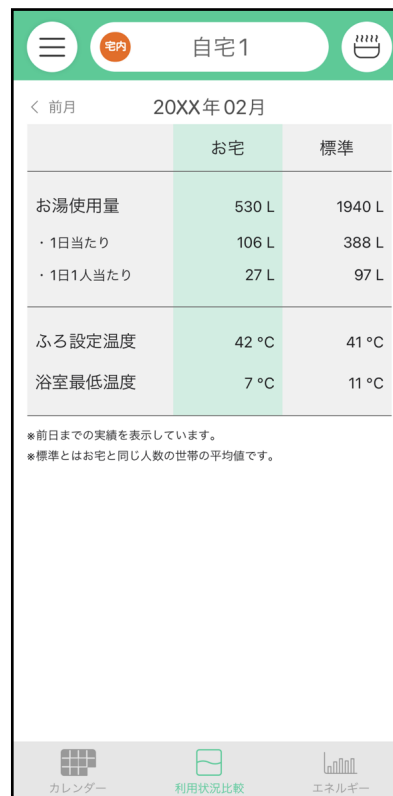 宅内 自宅1
< 前月 20XX年02月
お宅 標準
お湯使用量 530 L 1940 L
・1日当たり 106 L 388 L
・1日1人当たり 27 L 97 L
ふろ設定温度 42 °C 41 °C
浴室最低温度 7 °C 11 °C
※前日までの実績を表示しています。
※標準とはお宅と同じ人数の世帯の平均値です。
カレンダー 利用状況比較 エネルギー